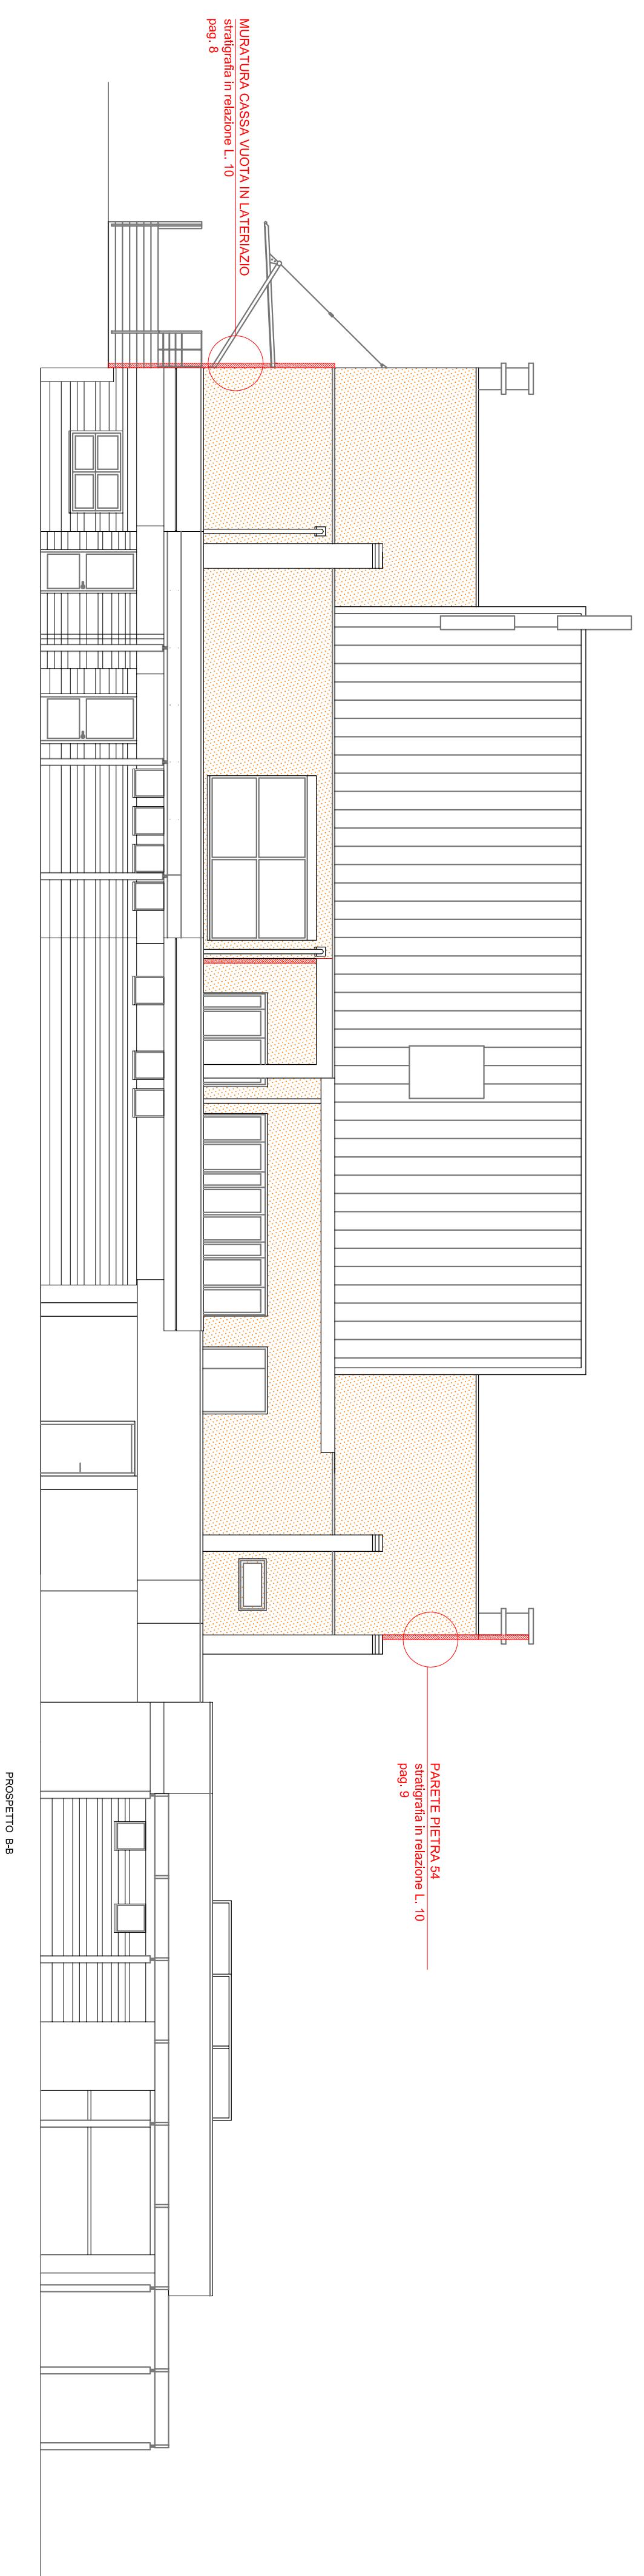 MURATURA CASSA VUOTA IN LATERIAZIO
stratigrafia in relazione L. 10
pag. 8
PARETE PIETRA 54
stratigrafia in relazione L. 10
pag. 9
PROSPETTO B-B